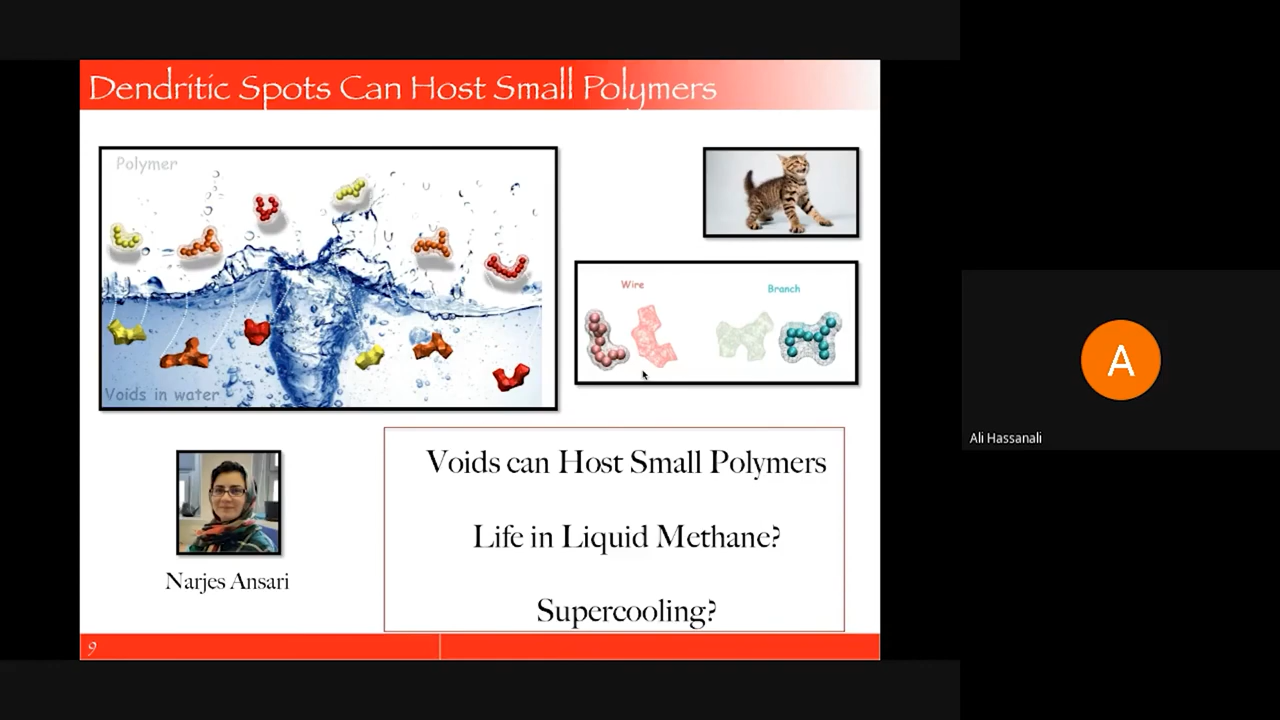 Dendritic Spots Can Host Small Polymers
Polymer
Voids in water
Wire
Branch
Narjes Ansari
Voids can Host Small Polymers
Life in Liquid Methane?
Supercooling?
9
A
Ali Hassanali